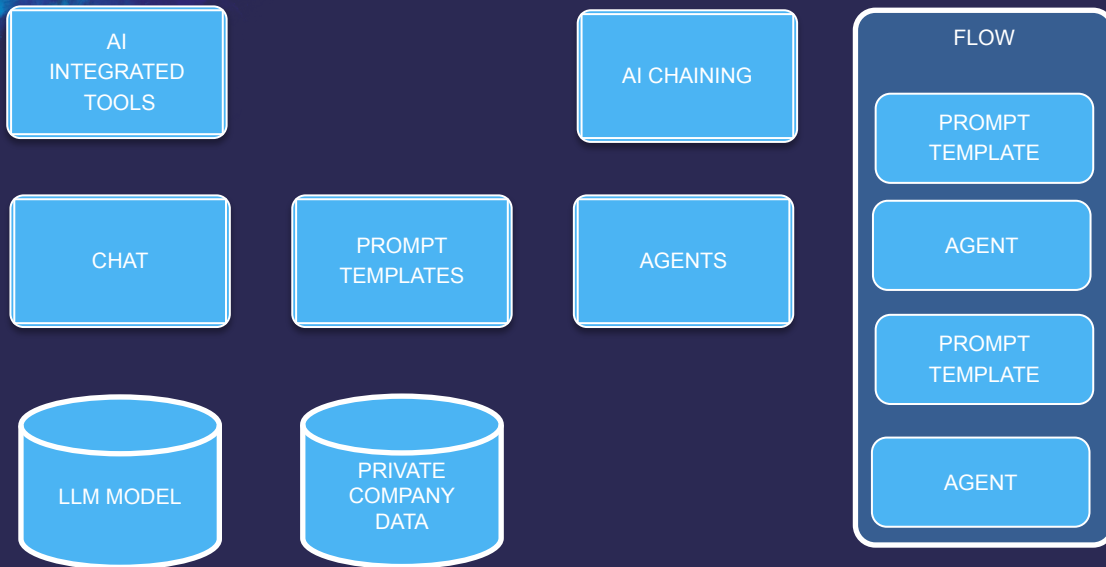 AI
INTEGRATED
TOOLS
AI CHAINING
CHAT
PROMPT
TEMPLATES
AGENTS
LLM MODEL
PRIVATE
COMPANY
DATA
FLOW
PROMPT
TEMPLATE
AGENT
PROMPT
TEMPLATE
AGENT